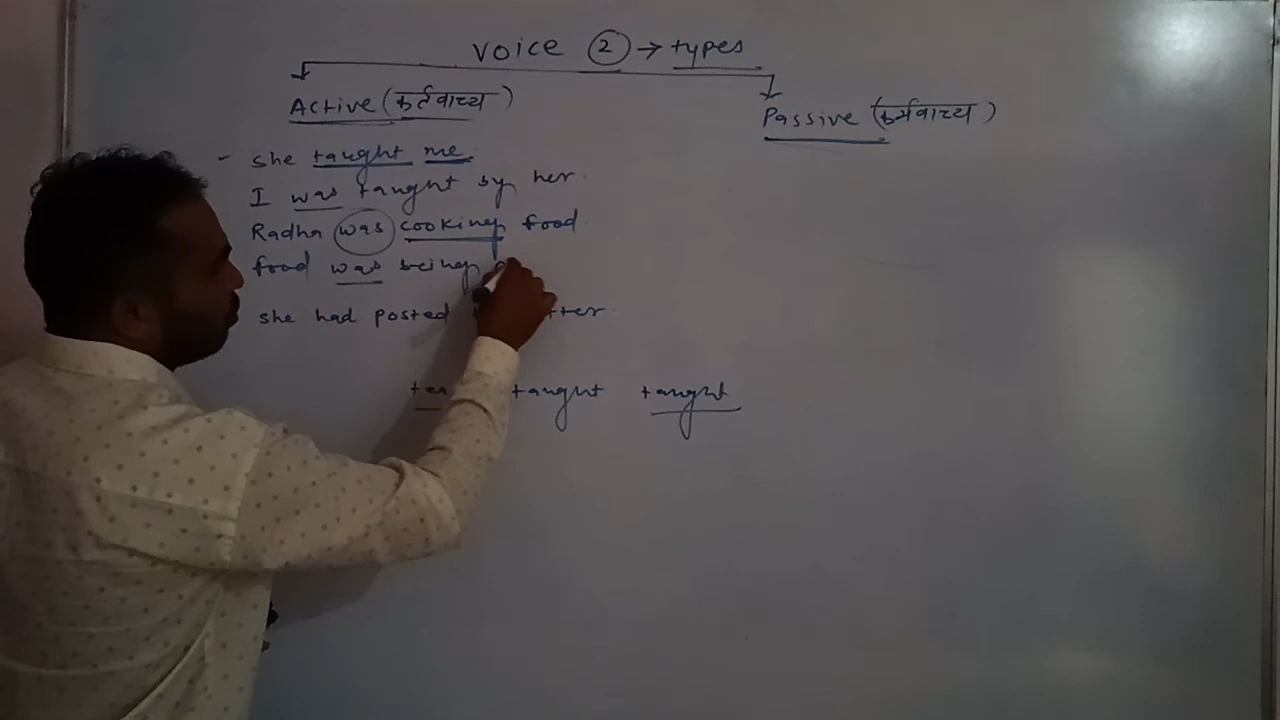 Voice 2 → types
Active (कर्तवाच्य)
Passive (कर्मवाच्य)
- she taught me.
I was taught by her.
Radha was cooking food
food was being
she had posted
taught taught